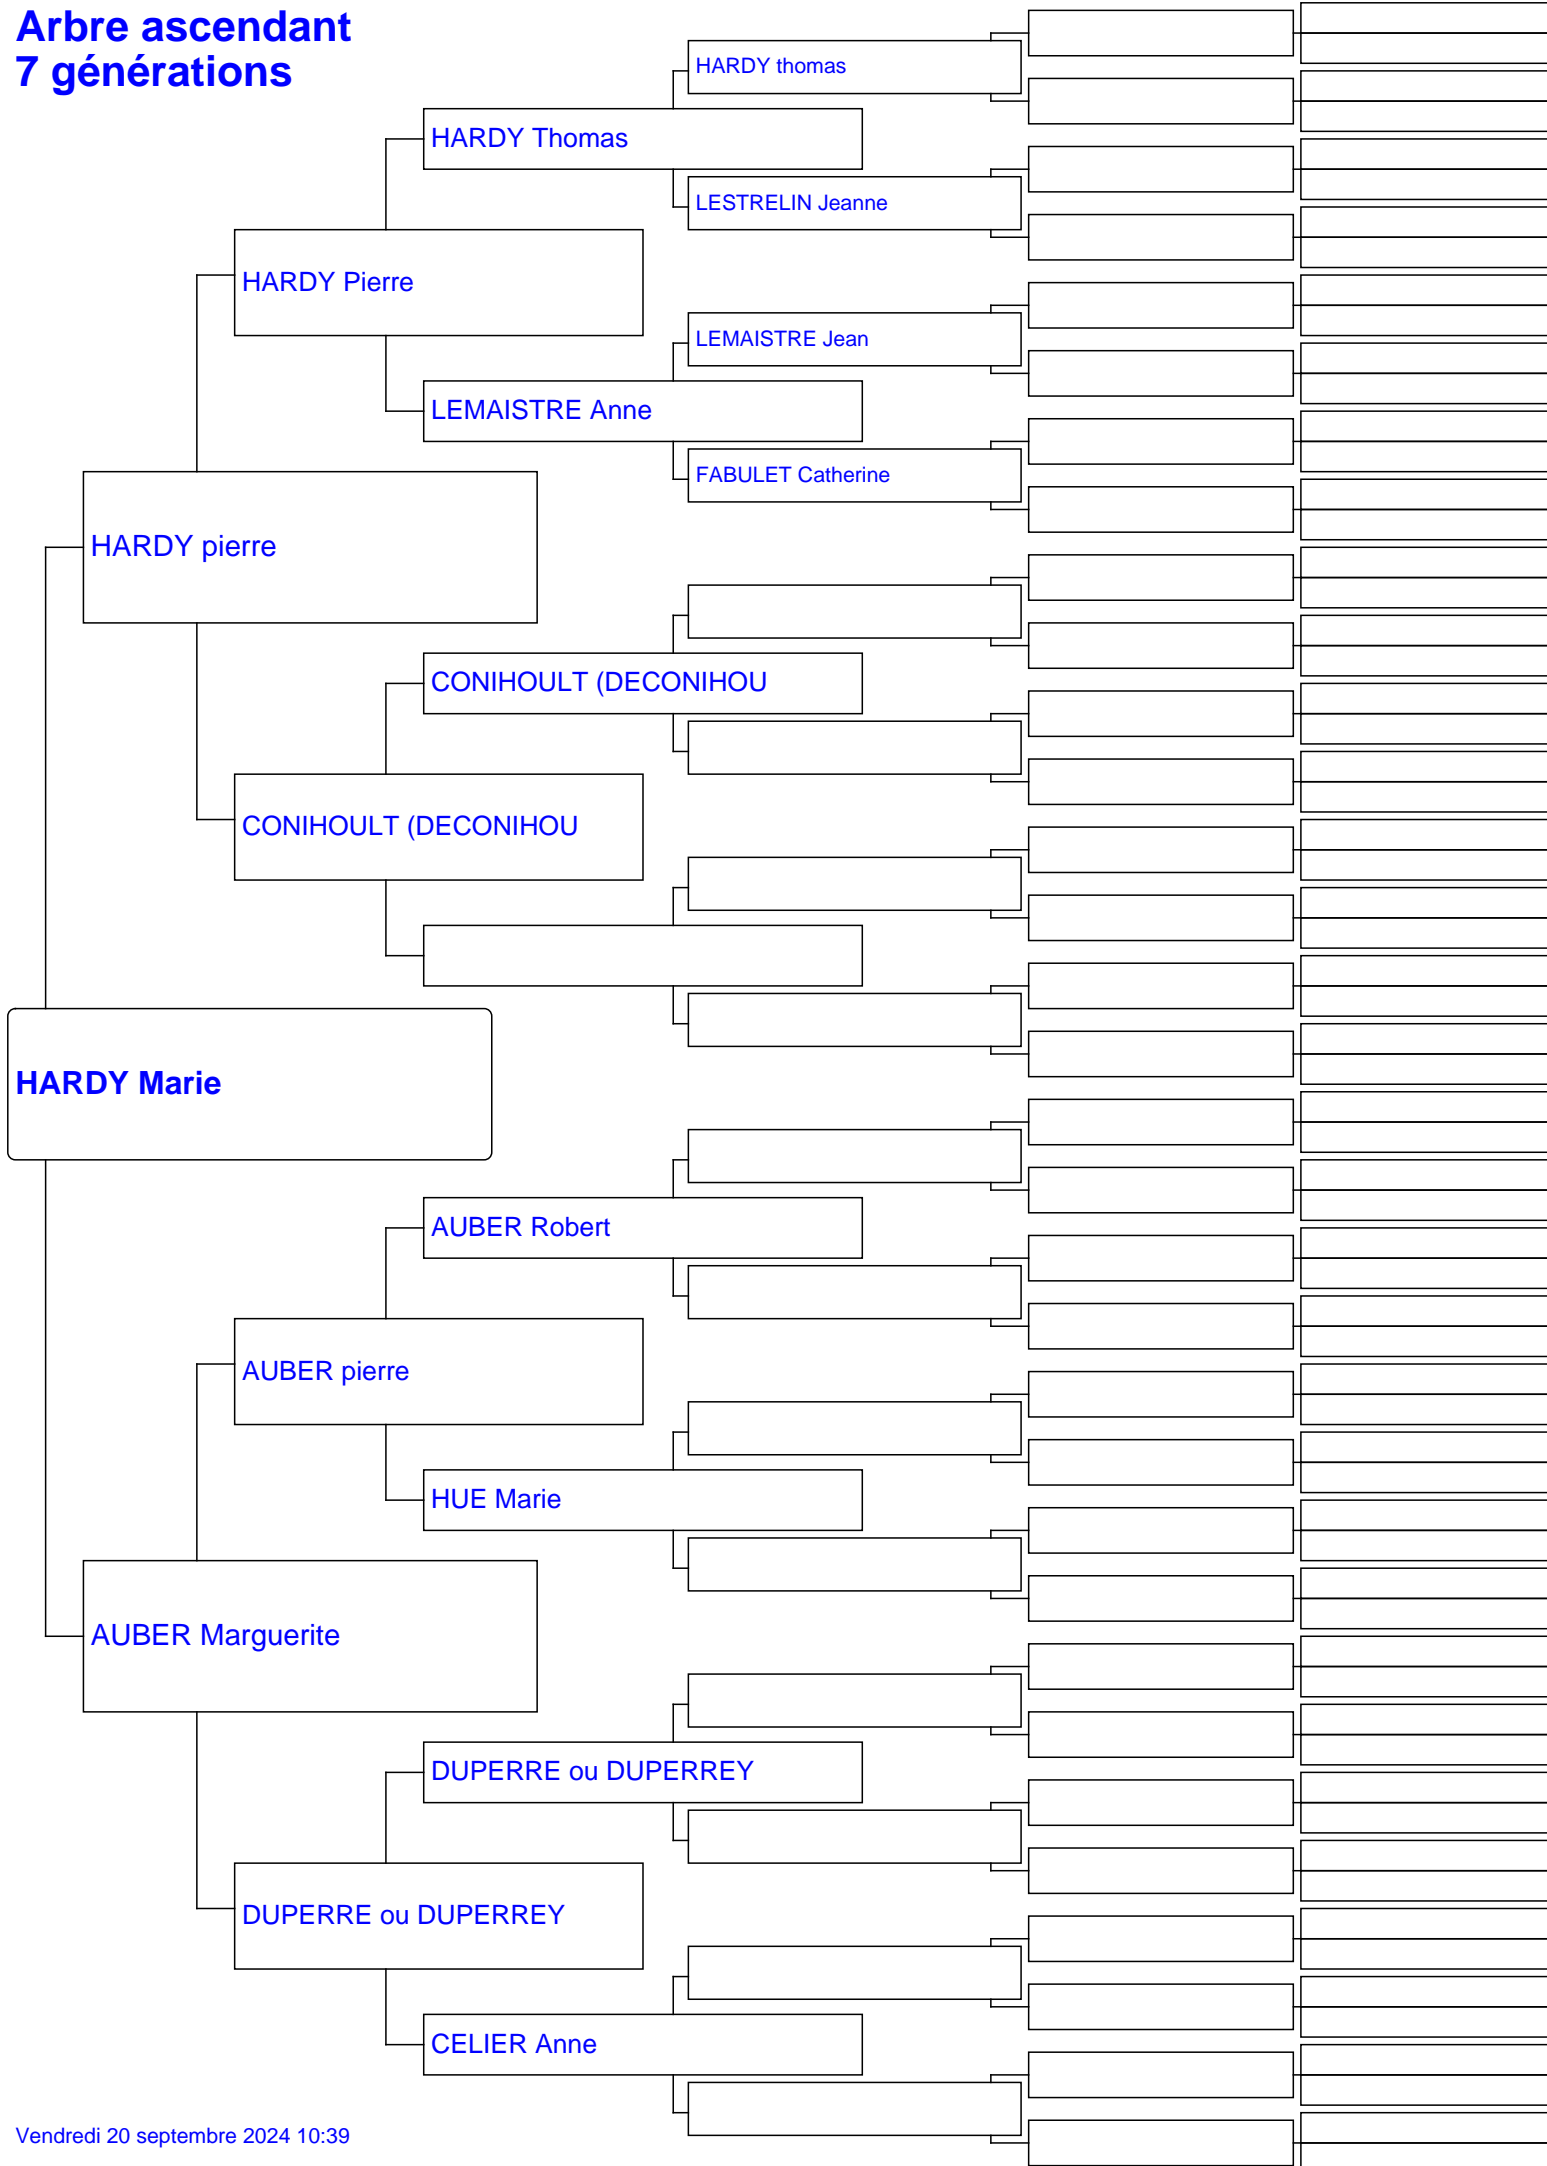 Arbre ascendant
7 générations
HARDY thomas
HARDY Thomas
LESTRELIN Jeanne
HARDY Pierre
LEMAISTRE Jean
LEMAISTRE Anne
FABULET Catherine
HARDY pierre
CONIHOULT (DECONIHOU
CONIHOULT (DECONIHOU
HARDY Marie
AUBER Robert
AUBER pierre
HUE Marie
AUBER Marguerite
DUPERRE ou DUPERREY
DUPERRE ou DUPERREY
CELIER Anne
Vendredi 20 septembre 2024 10:39